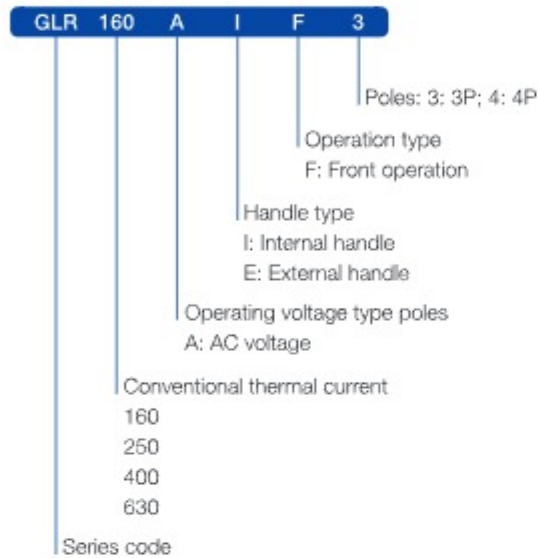 GLR 160 A I F 3
Poles: 3: 3P; 4: 4P
Operation type
F: Front operation
Handle type
I: Internal handle
E: External handle
Operating voltage type poles
A: AC voltage
Conventional thermal current
160
250
400
630
Series code